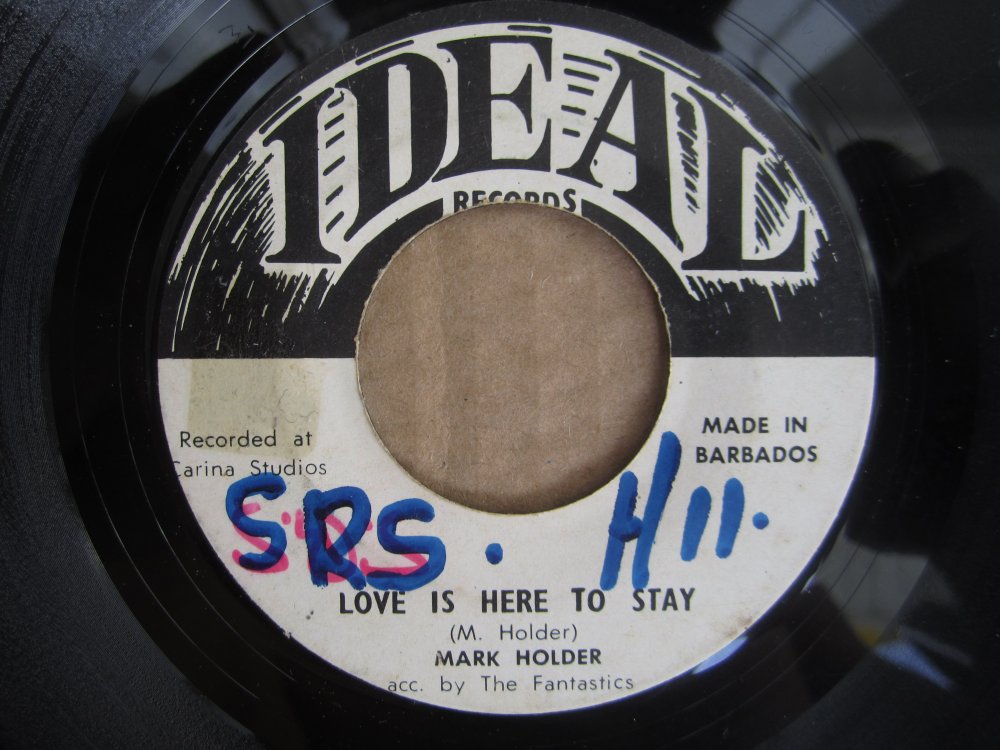 IDEAL
RECORDS
Recorded at
Carina Studios
MADE IN
BARBADOS
SRS. H11.
LOVE IS HERE TO STAY
(M. Holder)
MARK HOLDER
acc. by The Fantastics